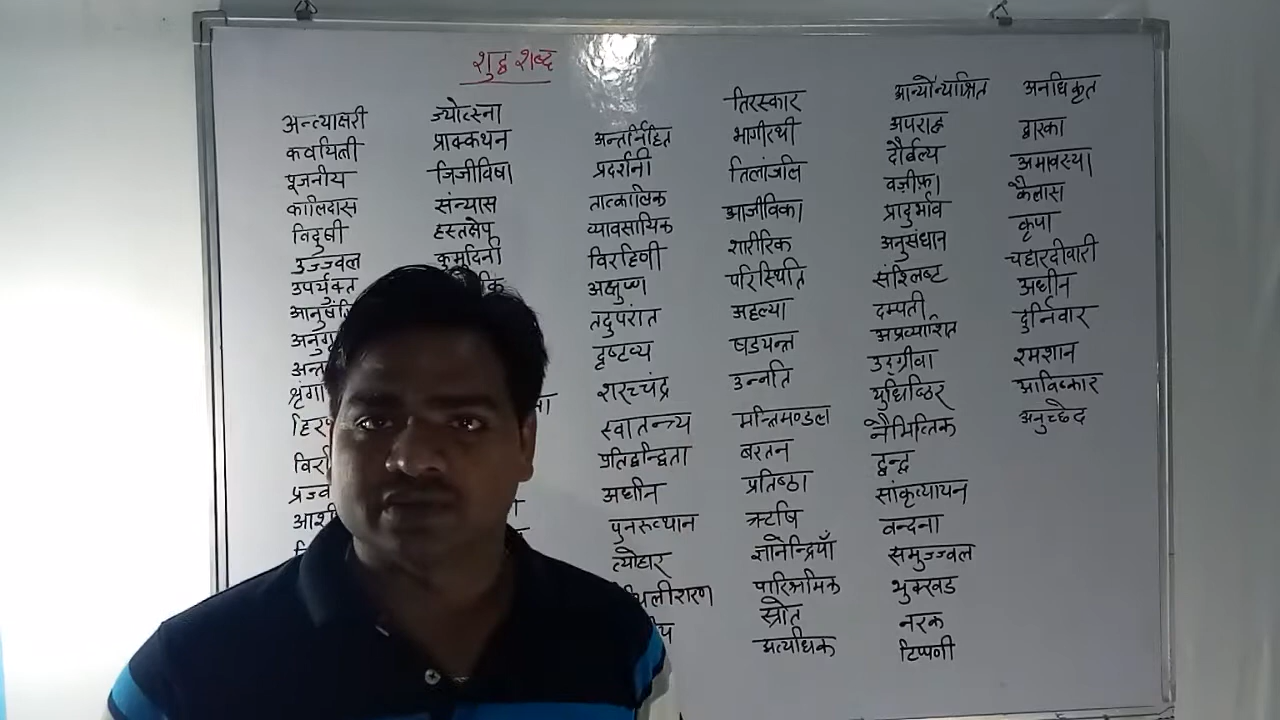 शुद्ध शब्द
अन्त्याक्षरी
कवयित्री
पूजनीय
कालिदास
विदुषी
उज्ज्वल
उपर्युक्त
ज्योत्स्ना
प्राक्कथन
जिजीविषा
संन्यास
हस्तक्षेप
कुमुदिनी
अन्तर्निहित
प्रदर्शनी
तात्कालिक
व्यावसायिक
विरहिणी
अक्षुण्ण
तदुपरांत
दृष्टव्य
शरच्चंद्र
स्वातन्त्र्य
प्रतिद्वन्द्विता
अधीन
पुनरुत्थान
त्योहार
तिरस्कार
भागीरथी
तिलांजलि
आजीविका
शारीरिक
परिस्थिति
अहल्या
षडयन्त्र
उन्नति
मन्त्रिमण्डल
बरतन
प्रतिष्ठा
ऋषि
ज्ञानेन्द्रियाँ
पारिश्रमिक
स्रोत
अत्यधिक
अन्योन्याश्रित
अपराह्न
दौर्बल्य
वज़ीफ़ा
प्रादुर्भाव
अनुसंधान
संश्लिष्ट
दम्पती
अप्रत्याशित
उद्ग्रीवा
युधिष्ठिर
नैमित्तिक
द्वन्द्व
सांकृत्यायन
वन्दना
समुज्ज्वल
भुक्खड
नरक
टिप्पणी
अनधिकृत
द्वारका
अमावस्या
कैलास
कृपा
चहारदीवारी
अधीन
दुर्निवार
श्मशान
आविष्कार
अनुच्छेद